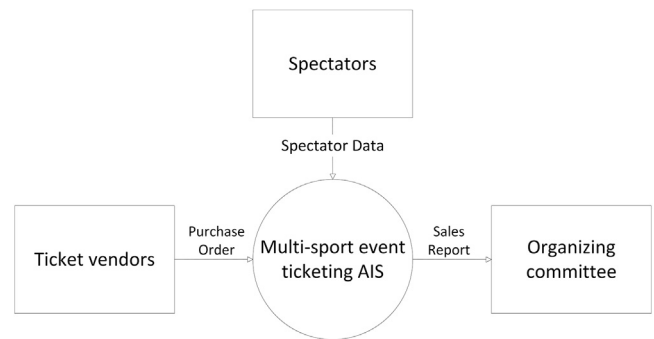 Spectators
Spectator Data
Ticket vendors
Purchase
Order
Multi-sport event
ticketing AIS
Sales
Report
Organizing
committee